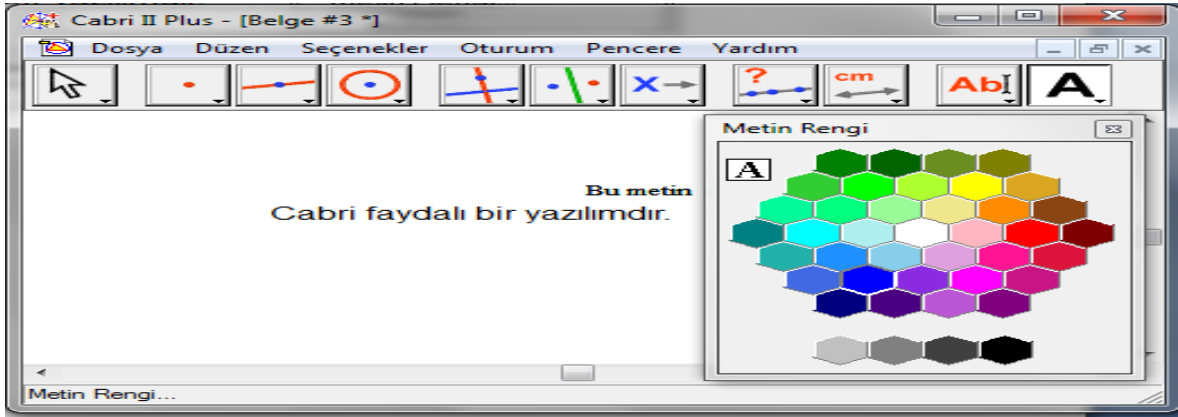 Cabri II Plus - [Belge #3 *]
Dosya Düzen Seçenekler Oturum Pencere Yardım
? cm Ab A
Metin Rengi
A
Bu metin
Cabri faydalı bir yazılımdır.
Metin Rengi...